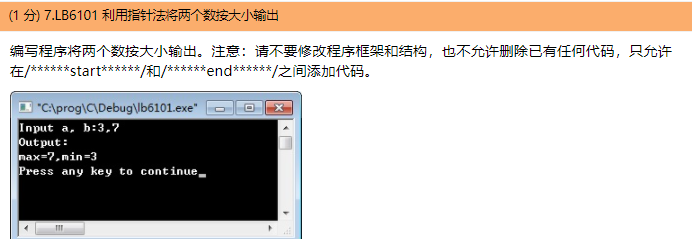 (1 分) 7.LB6101 利用指针法将两个数按大小输出
编写程序将两个数按大小输出。注意：请不要修改程序框架和结构，也不允许删除已有任何代码，只允许
在/******start******/和/******end******/之间添加代码。
"C:\prog\C\Debug\lb6101.exe"
Input a, b:3,7
Output:
max=7,min=3
Press any key to continue_